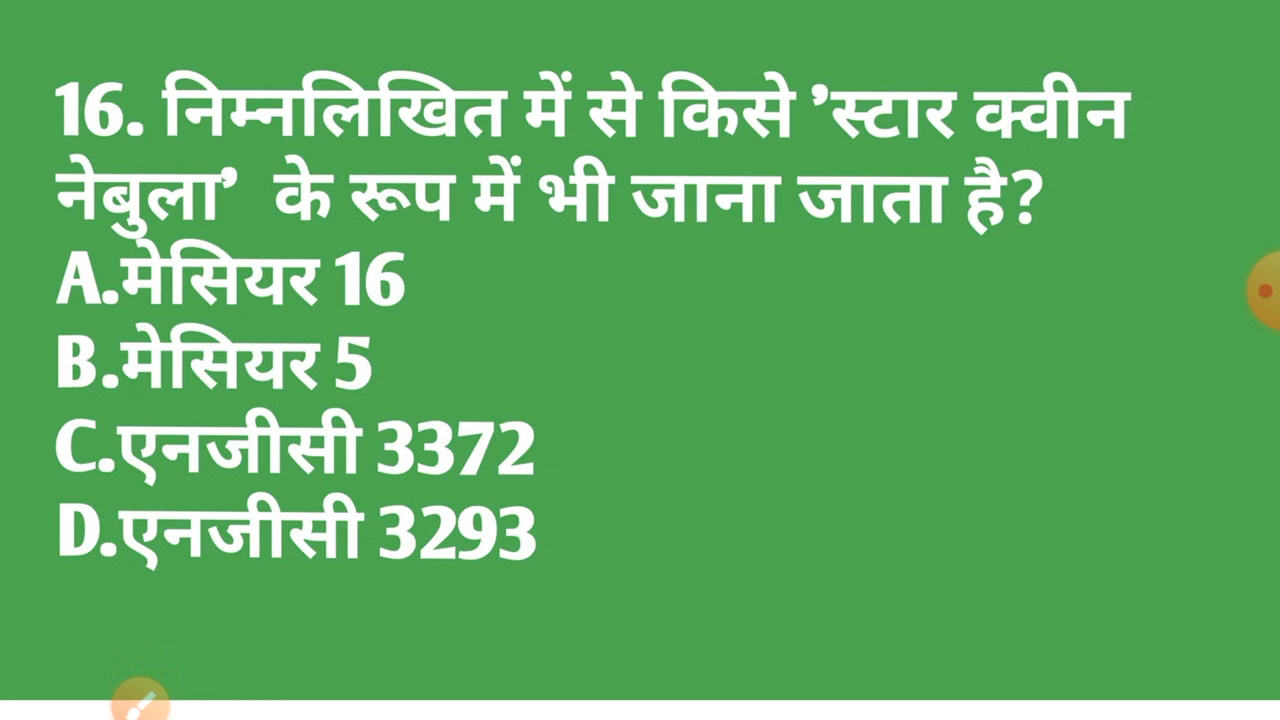 16. निम्नलिखित में से किसे ’स्टार क्वीन
नेबुला’ के रूप में भी जाना जाता है?
A.मेसियर 16
B.मेसियर 5
C.एनजीसी 3372
D.एनजीसी 3293